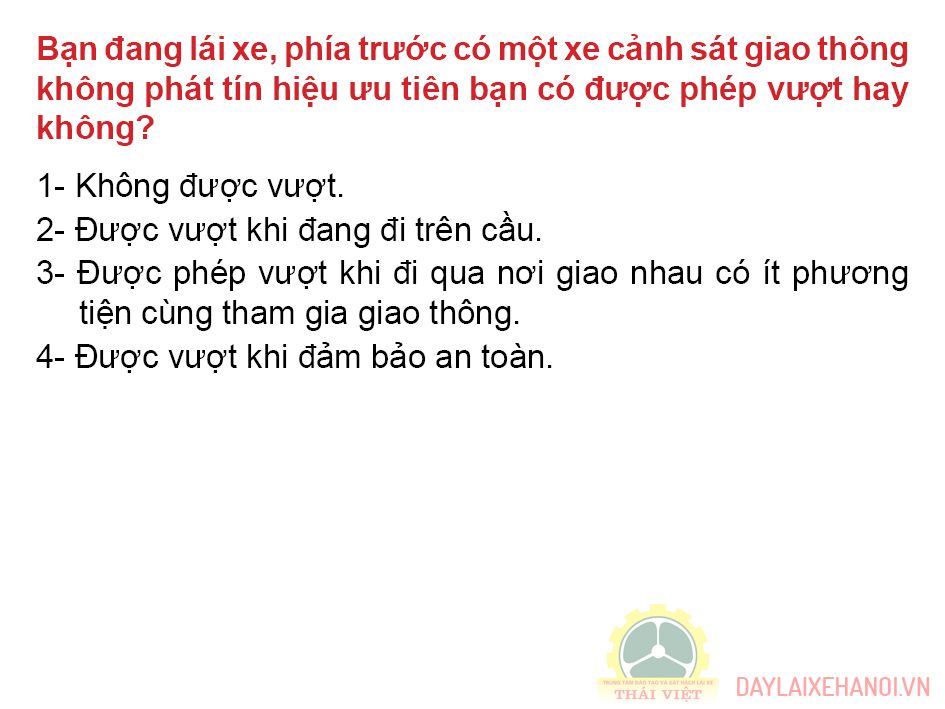 Bạn đang lái xe, phía trước có một xe cảnh sát giao thông
không phát tín hiệu ưu tiên bạn có được phép vượt hay
không?
1- Không được vượt.
2- Được vượt khi đang đi trên cầu.
3- Được phép vượt khi đi qua nơi giao nhau có ít phương
tiện cùng tham gia giao thông.
4- Được vượt khi đảm bảo an toàn.
TRUNG TÂM ĐÀO TẠO VÀ SÁT HẠCH LÁI XE
THÁI VIỆT
DAYLAIXEHANOI.VN